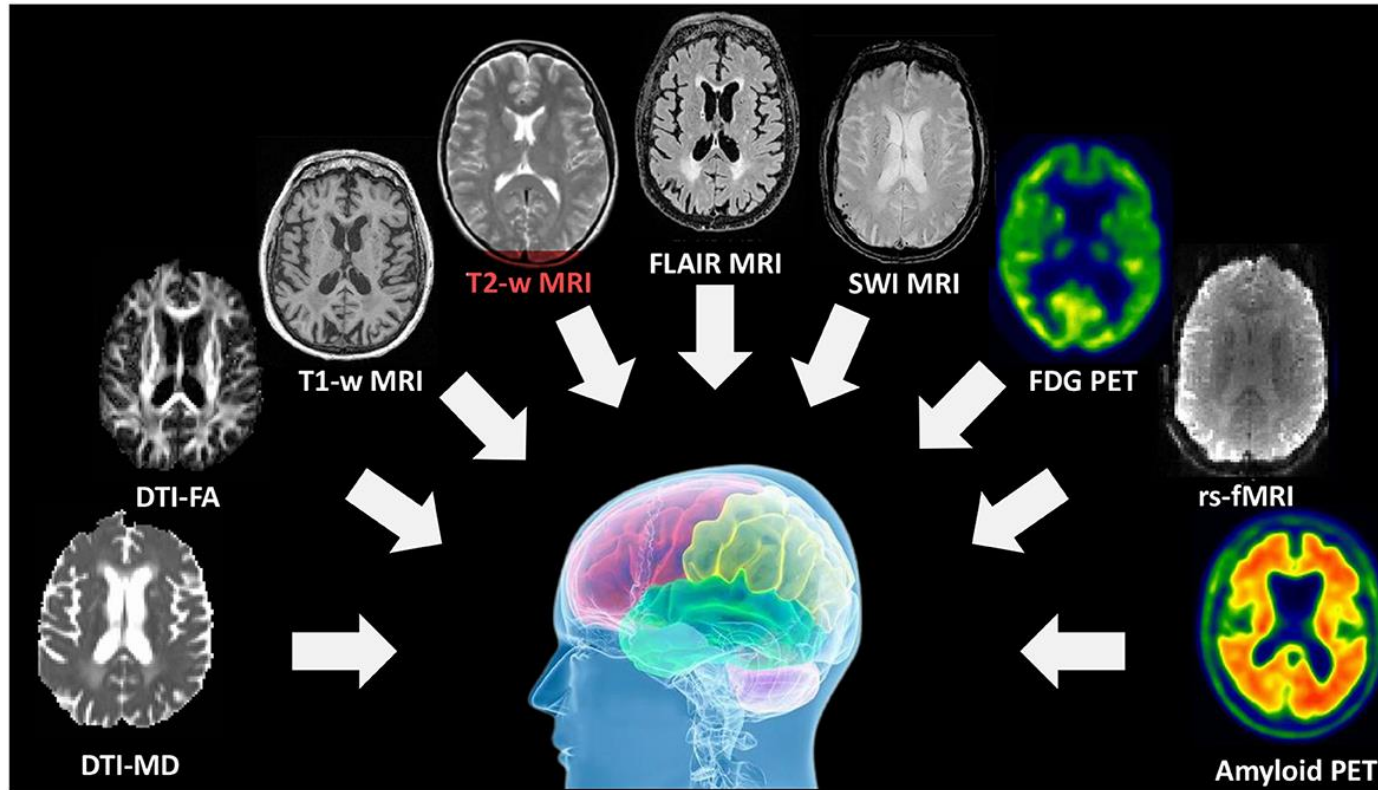 T2-w MRI
FLAIR MRI
SWI MRI
T1-w MRI
FDG PET
DTI-FA
rs-fMRI
DTI-MD
Amyloid PET